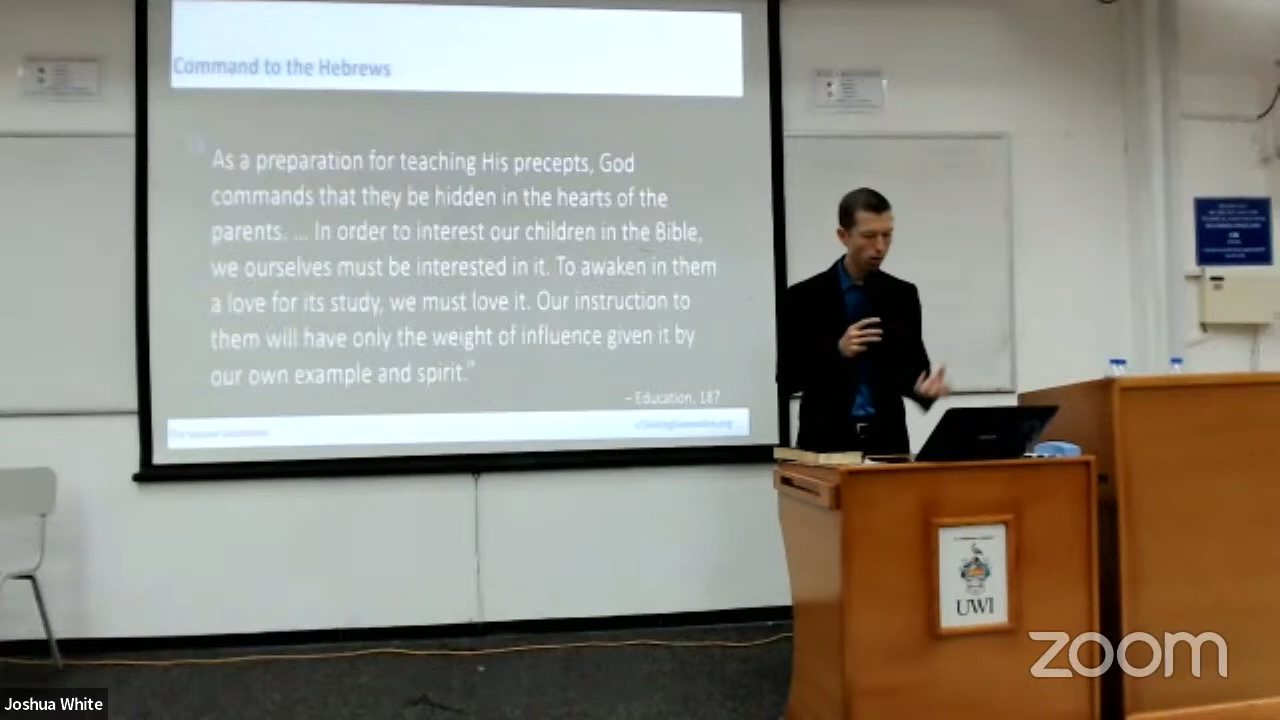 Command to the Hebrews
As a preparation for teaching His precepts, God
commands that they be hidden in the hearts of the
parents. ... In order to interest our children in the Bible,
we ourselves must be interested in it. To awaken in them
a love for its study, we must love it. Our instruction to
them will have only the weight of influence given it by
our own example and spirit."
– Education, 187
UWI
zoom
Joshua White